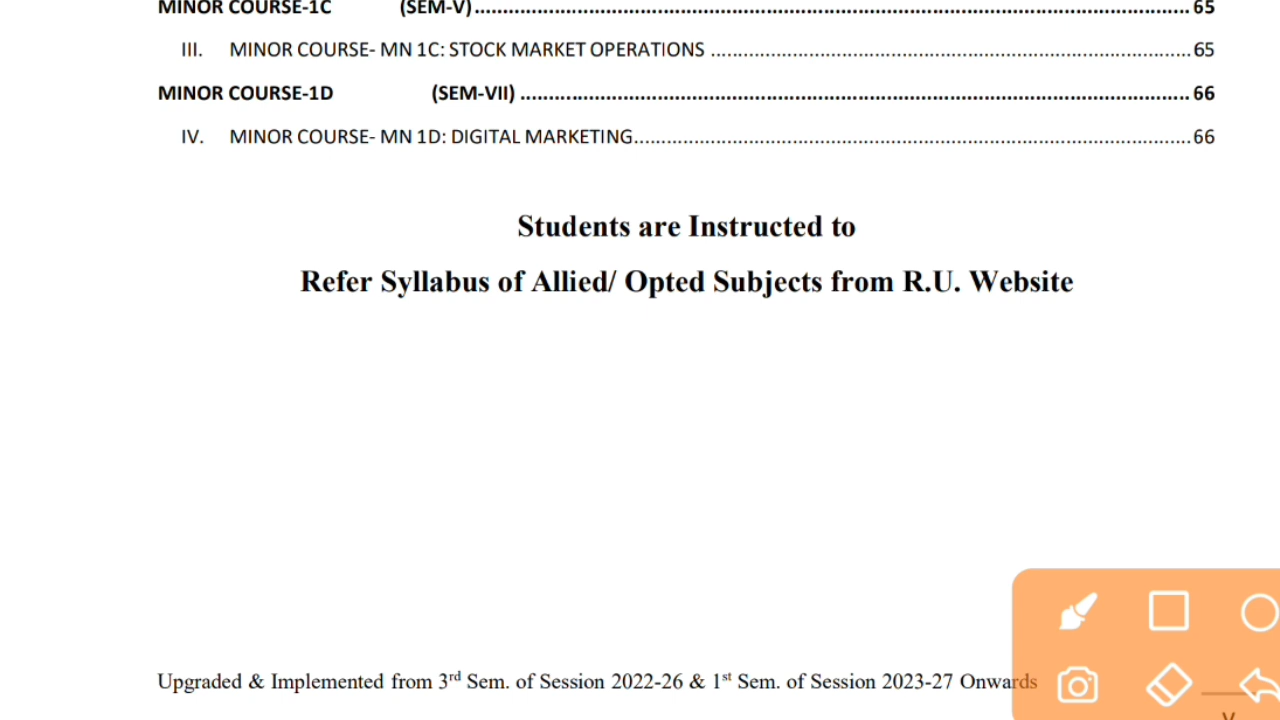 MINOR COURSE-1C (SEM-V) 65
III. MINOR COURSE- MN 1C: STOCK MARKET OPERATIONS 65
MINOR COURSE-1D (SEM-VII) 66
IV. MINOR COURSE- MN 1D: DIGITAL MARKETING 66
Students are Instructed to
Refer Syllabus of Allied/ Opted Subjects from R.U. Website
Upgraded & Implemented from 3rd Sem. of Session 2022-26 & 1st Sem. of Session 2023-27 Onwards